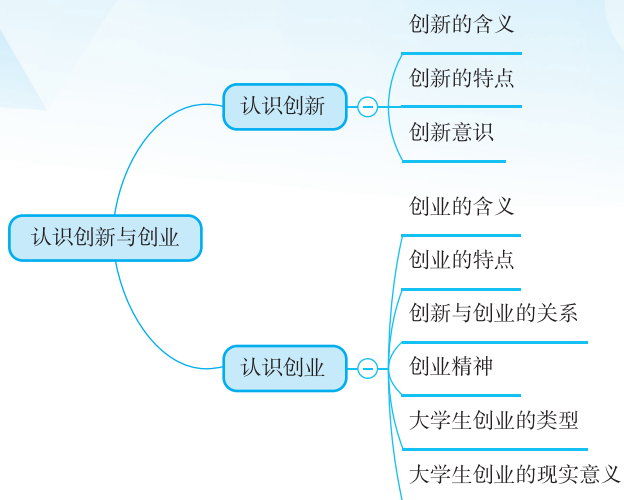 创新的含义
创新的特点
认识创新
创新意识
创业的含义
认识创新与创业
创业的特点
创新与创业的关系
认识创业
创业精神
大学生创业的类型
大学生创业的现实意义